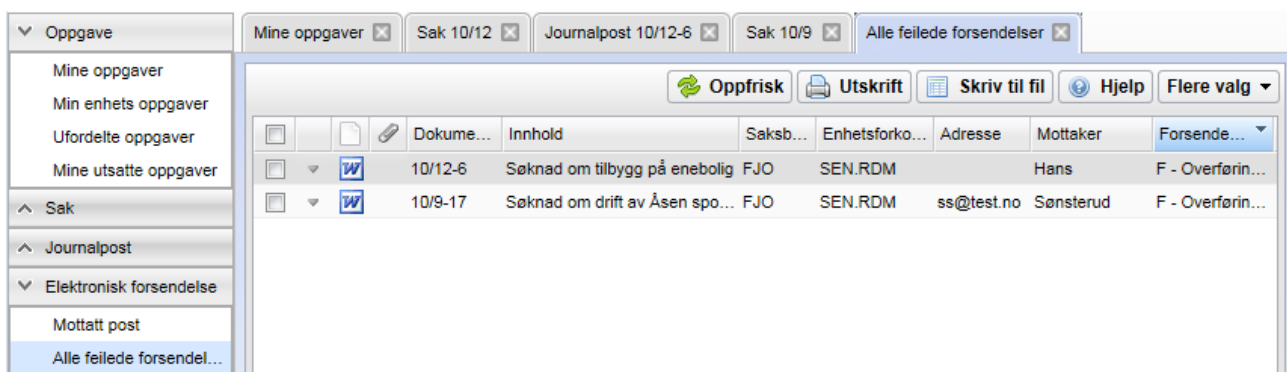 Oppgave
Mine oppgaver
Min enhets oppgaver
Ufordelte oppgaver
Mine utsatte oppgaver
Sak
Journalpost
Elektronisk forsendelse
Mottatt post
Alle feilede forsendel...
Mine oppgaver Sak 10/12 Journalpost 10/12-6 Sak 10/9 Alle feilede forsendelser
Oppfrisk Utskrift Skriv til fil Hjelp Flere valg
Dokume... Innhold Saksb... Enhetsforko... Adresse Mottaker Forsende...
10/12-6 Søknad om tilbygg på enebolig FJO SEN.RDM Hans F - Overførin...
10/9-17 Søknad om drift av Åsen spo... FJO SEN.RDM ss@test.no Sønsterud F - Overførin...